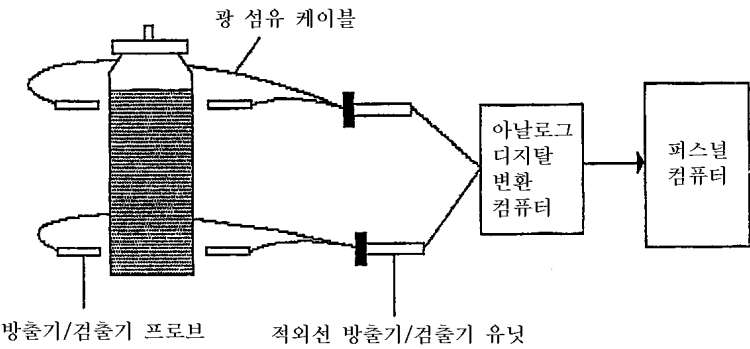 광 섬유 케이블
아날로그
디지탈
변환
컴퓨터
퍼스널
컴퓨터
방출기/검출기 프로브
적외선 방출기/검출기 유닛